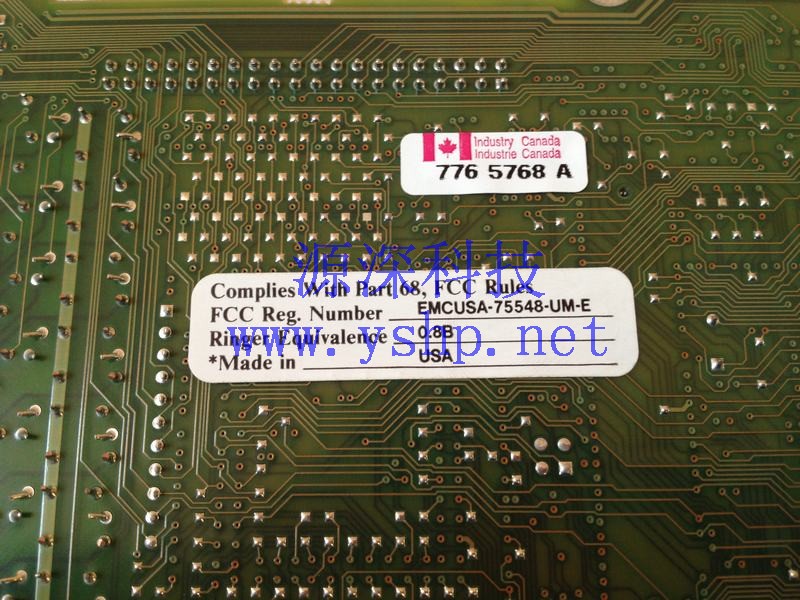 Industry Canada
Industrie Canada
776 5768 A
源深科技
Complies With Part 68, FCC Rules
FCC Reg. Number EMCUSA-75548-UM-E
Ringer Equivalence 0.8B
www.yshp.net
*Made in USA